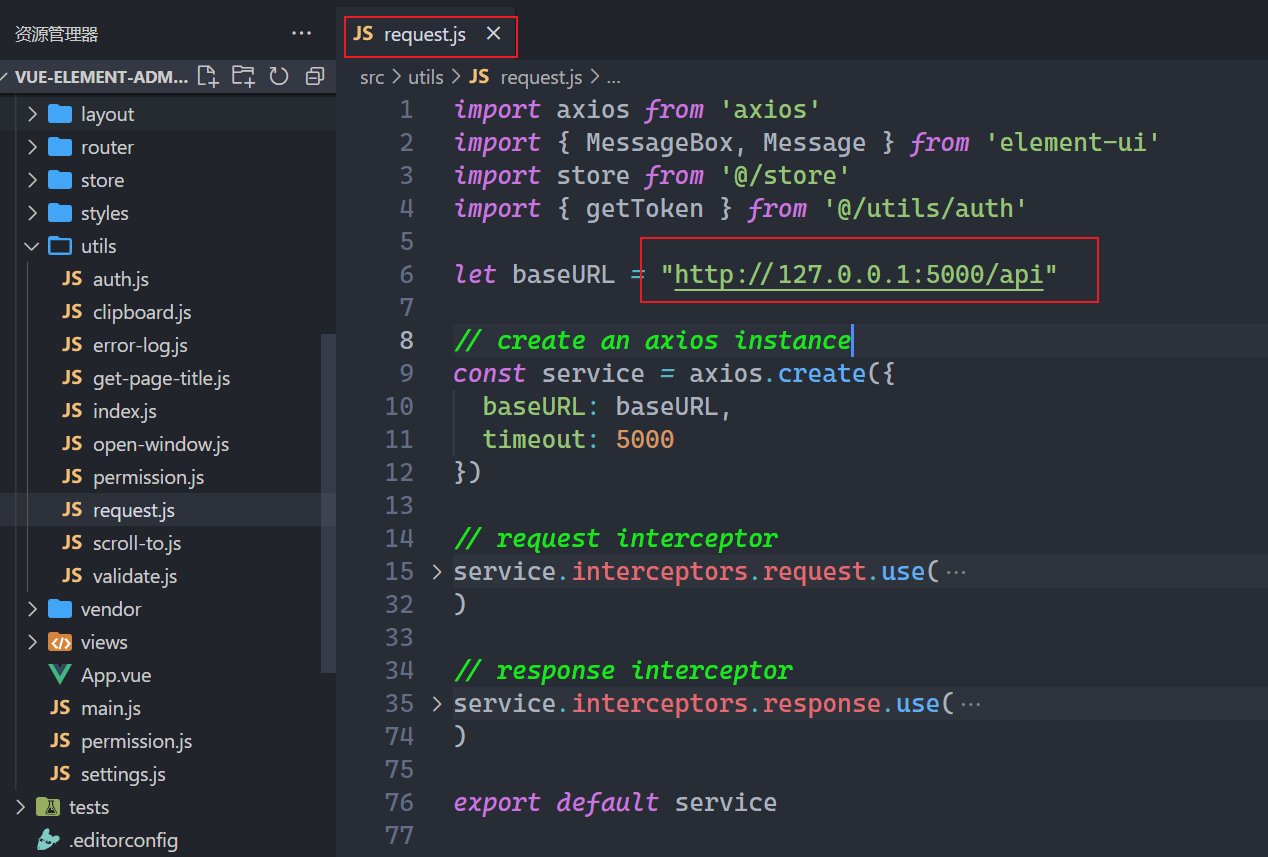 资源管理器 ···
VUE-ELEMENT-ADM...
layout
router
store
styles
utils
JS auth.js
JS clipboard.js
JS error-log.js
JS get-page-title.js
JS index.js
JS open-window.js
JS permission.js
JS request.js
JS scroll-to.js
JS validate.js
vendor
views
App.vue
JS main.js
JS permission.js
JS settings.js
tests
.editorconfig
JS request.js ×
src > utils > JS request.js > ...
1 import axios from 'axios'
2 import { MessageBox, Message } from 'element-ui'
3 import store from '@/store'
4 import { getToken } from '@/utils/auth'
5
6 let baseURL = "http://127.0.0.1:5000/api"
7
8 // create an axios instance
9 const service = axios.create({
10 baseURL: baseURL,
11 timeout: 5000
12 })
13
14 // request interceptor
15 > service.interceptors.request.use(···
32 )
33
34 // response interceptor
35 > service.interceptors.response.use(···
74 )
75
76 export default service
77